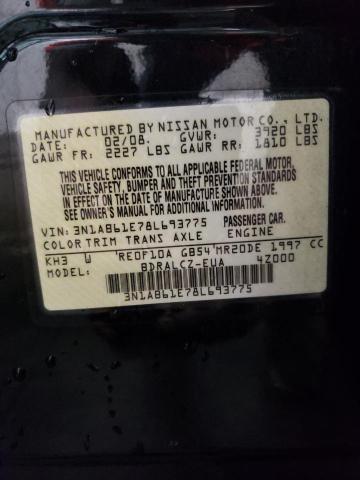 MANUFACTURED BY NISSAN MOTOR CO., LTD.
DATE: 02/08. GVWR: 3920 LBS
GAWR FR: 2227 LBS GAWR RR: 1810 LBS
THIS VEHICLE CONFORMS TO ALL APPLICABLE FEDERAL MOTOR
VEHICLE SAFETY, BUMPER AND THEFT PREVENTION STANDARDS
IN EFFECT ON THE DATE OF MANUFACTURE SHOWN ABOVE.
SEE OWNER'S MANUAL FOR ADDITIONAL INFORMATION.
VIN: 3N1AB61E78L693775 PASSENGER CAR.
COLOR TRIM TRANS AXLE ENGINE
KH3 W RE0F10A GB54 MR20DE 1997 CC
MODEL: BDRALCZ-EUA 4Z000
3N1AB61E78L693775